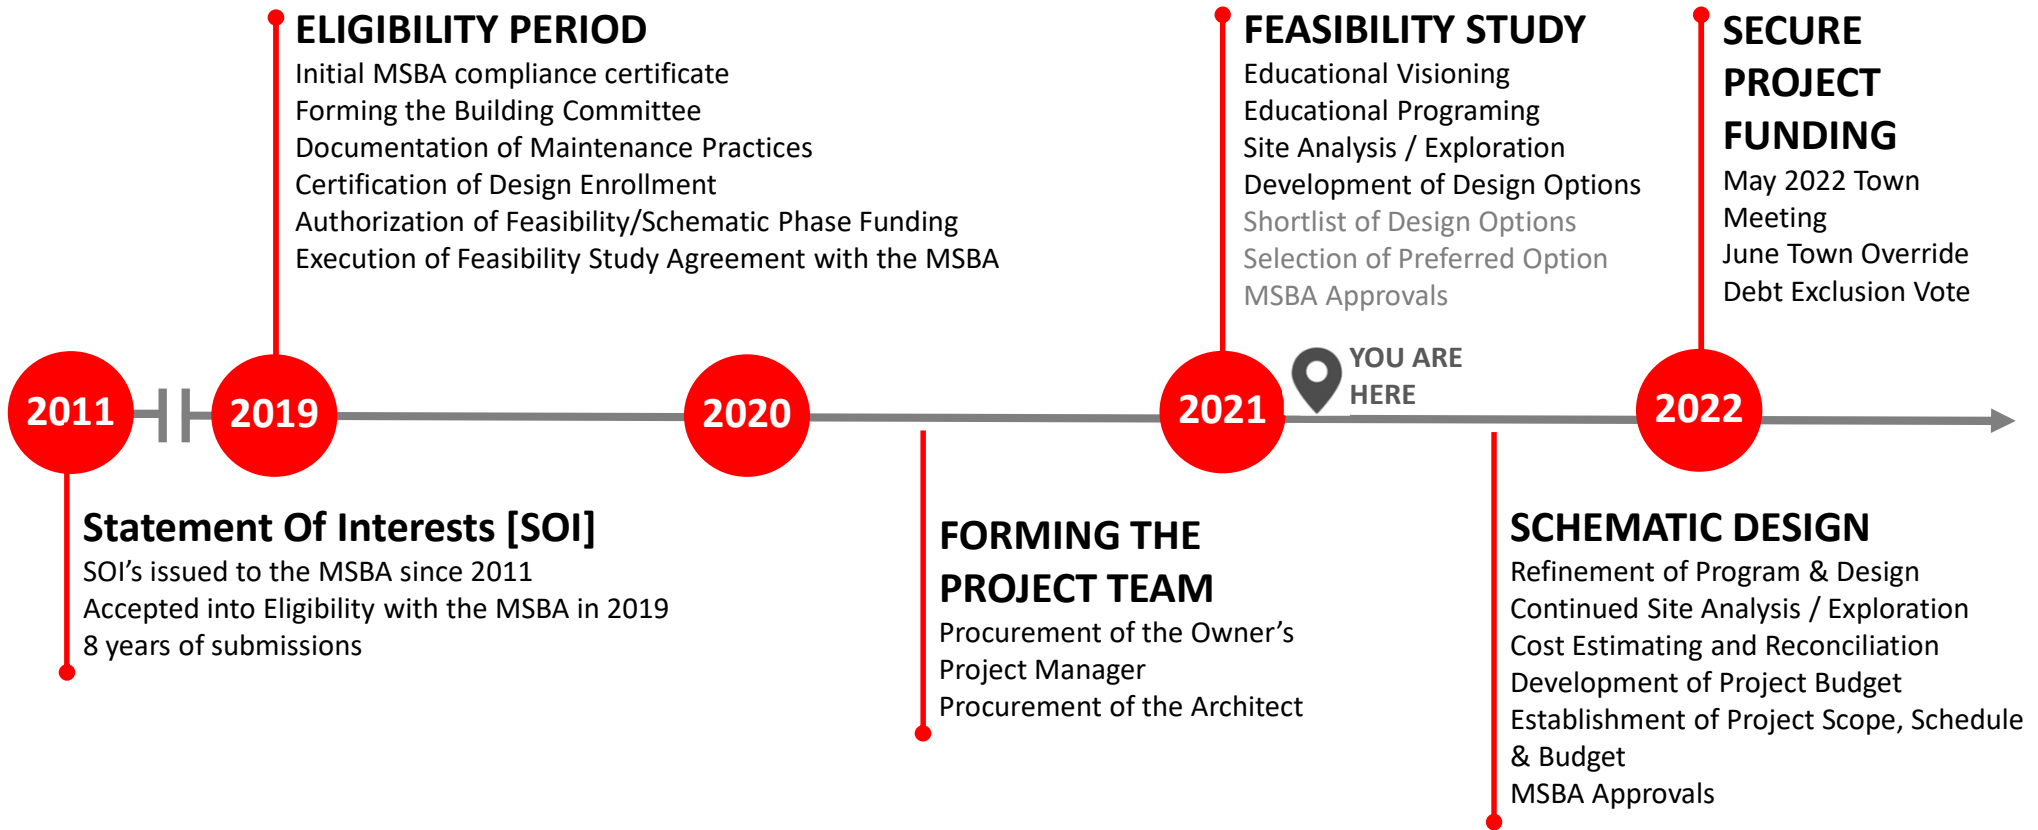 ELIGIBILITY PERIOD
Initial MSBA compliance certificate
Forming the Building Committee
Documentation of Maintenance Practices
Certification of Design Enrollment
Authorization of Feasibility/Schematic Phase Funding
Execution of Feasibility Study Agreement with the MSBA
FEASIBILITY STUDY
Educational Visioning
Educational Programing
Site Analysis / Exploration
Development of Design Options
Shortlist of Design Options
Selection of Preferred Option
MSBA Approvals
SECURE
PROJECT
FUNDING
May 2022 Town
Meeting
June Town Override
Debt Exclusion Vote
YOU ARE
HERE
2011
2019
2020
2021
2022
Statement Of Interests [SOI]
SOI's issued to the MSBA since 2011
Accepted into Eligibility with the MSBA in 2019
8 years of submissions
FORMING THE
PROJECT TEAM
Procurement of the Owner's
Project Manager
Procurement of the Architect
SCHEMATIC DESIGN
Refinement of Program & Design
Continued Site Analysis / Exploration
Cost Estimating and Reconciliation
Development of Project Budget
Establishment of Project Scope, Schedule
& Budget
MSBA Approvals